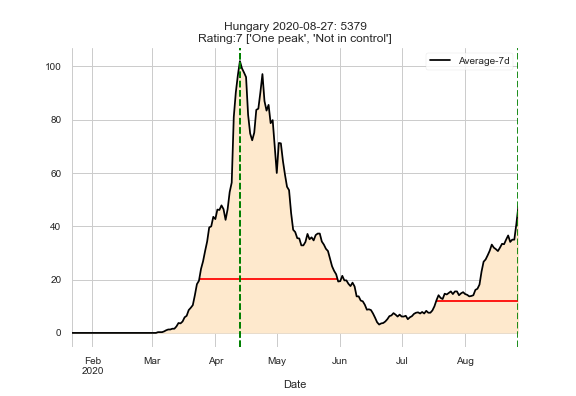 Hungary 2020-08-27: 5379
Rating:7 ['One peak', 'Not in control']
Average-7d
100
80
60
40
20
0
Feb Mar Apr May Jun Jul Aug
2020
Date